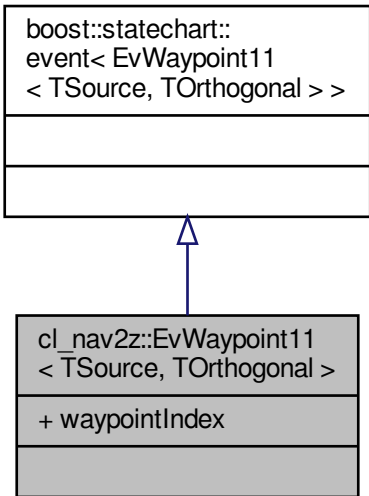 boost::statechart::
event< EvWaypoint11
< TSource, TOrthogonal > >
cl_nav2z::EvWaypoint11
< TSource, TOrthogonal >
+ waypointIndex